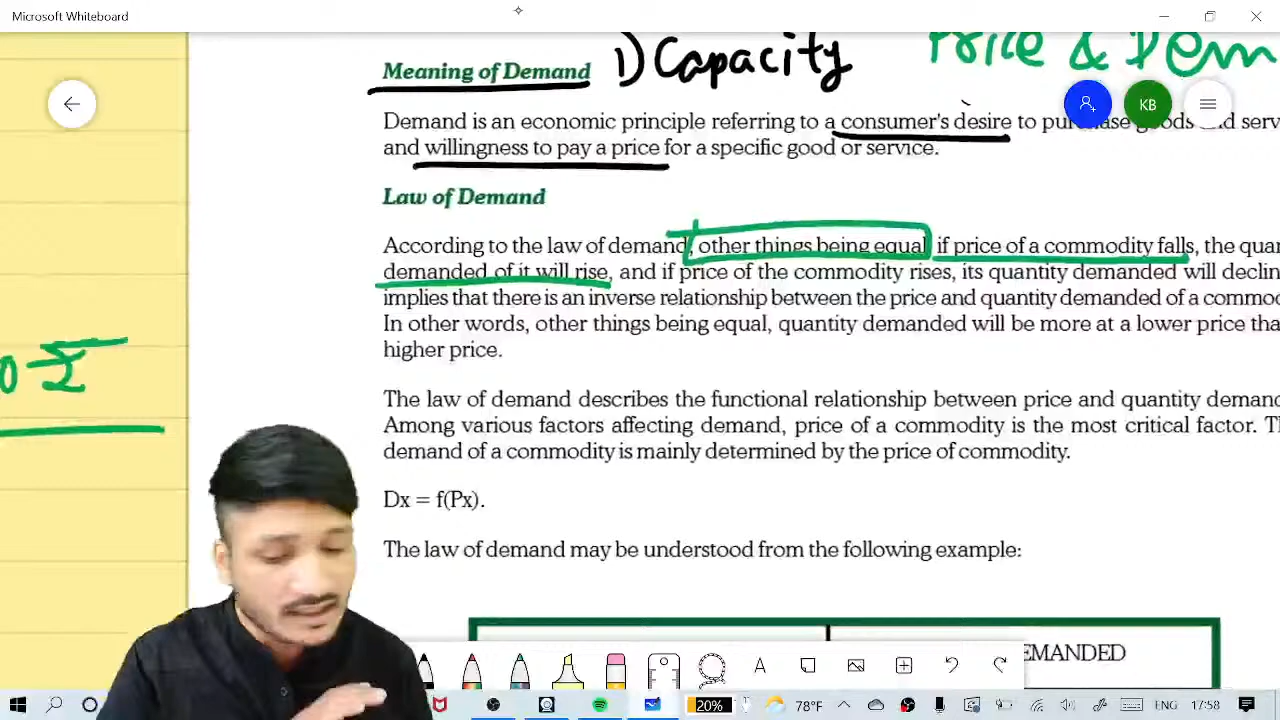 Microsoft Whiteboard
Meaning of Demand
1) Capacity
Price & Dem
KB
Demand is an economic principle referring to a consumer's desire to purchase goods and serv
and willingness to pay a price for a specific good or service.
Law of Demand
According to the law of demand, other things being equal if price of a commodity falls, the quan
demanded of it will rise, and if price of the commodity rises, its quantity demanded will declin
implies that there is an inverse relationship between the price and quantity demanded of a commod
In other words, other things being equal, quantity demanded will be more at a lower price tha
higher price.
0 ₹
The law of demand describes the functional relationship between price and quantity demand
Among various factors affecting demand, price of a commodity is the most critical factor. T
demand of a commodity is mainly determined by the price of commodity.
Dx = f(Px).
The law of demand may be understood from the following example:
EMANDED
20%
78°F
ENG
17:58